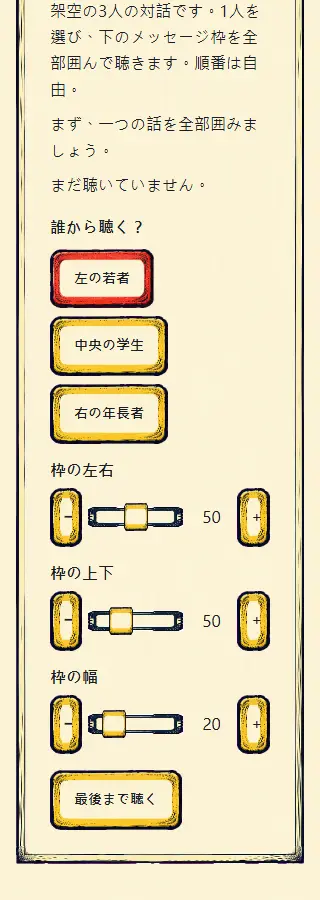 架空の3人の対話です。1人を
選び、下のメッセージ枠を全
部囲んで聴きます。順番は自
由。
まず、一つの話を全部囲みま
しょう。
まだ聴いていません。
誰から聴く？
左の若者
中央の学生
右の年長者
枠の左右
− 50 +
枠の上下
− 50 +
枠の幅
− 20 +
最後まで聴く